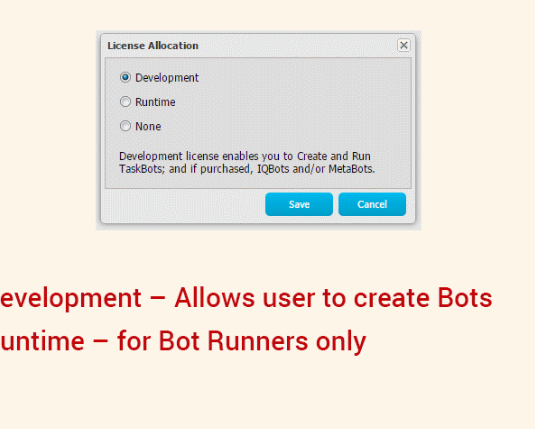 License Allocation
Development
Runtime
None
Development license enables you to Create and Run
TaskBots; and if purchased, IQBots and/or MetaBots.
Save Cancel
evelopment – Allows user to create Bots
untime – for Bot Runners only